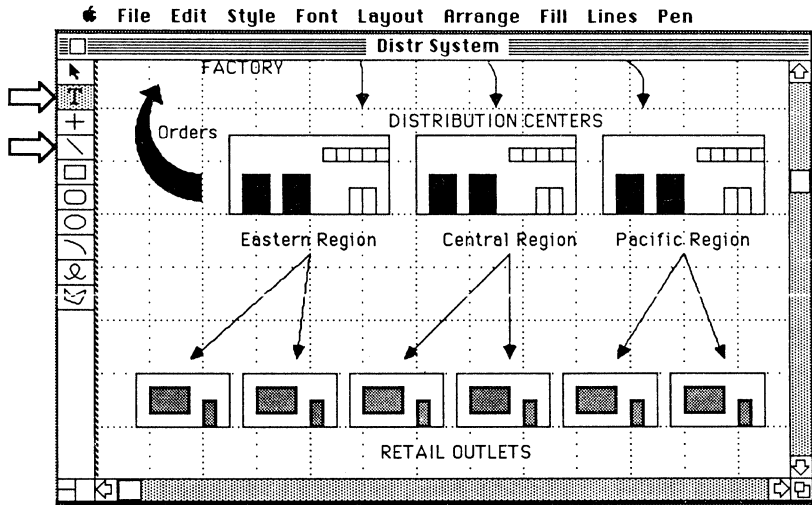 File Edit Style Font Layout Arrange Fill Lines Pen
Distr System
FACTORY
T
Orders
DISTRIBUTION CENTERS
Eastern Region Central Region Pacific Region
RETAIL OUTLETS